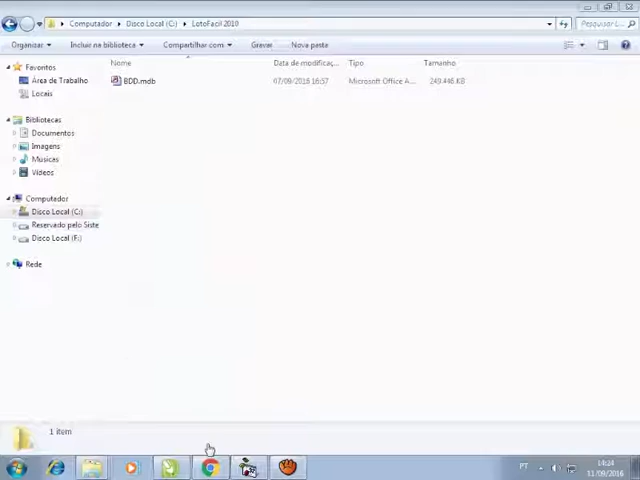 Computador ▸ Disco Local (C:) ▸ LotoFacil 2010
Pesquisar L...
Organizar ▾ Incluir na biblioteca ▾ Compartilhar com ▾ Gravar Nova pasta
Nome Data de modificaç... Tipo Tamanho
BDD.mdb 07/09/2016 16:57 Microsoft Office A... 249.446 KB
Favoritos
Área de Trabalho
Locais
Bibliotecas
Documentos
Imagens
Músicas
Vídeos
Computador
Disco Local (C:)
Reservado pelo Siste
Disco Local (F:)
Rede
1 item
PT
14:24
11/09/2016